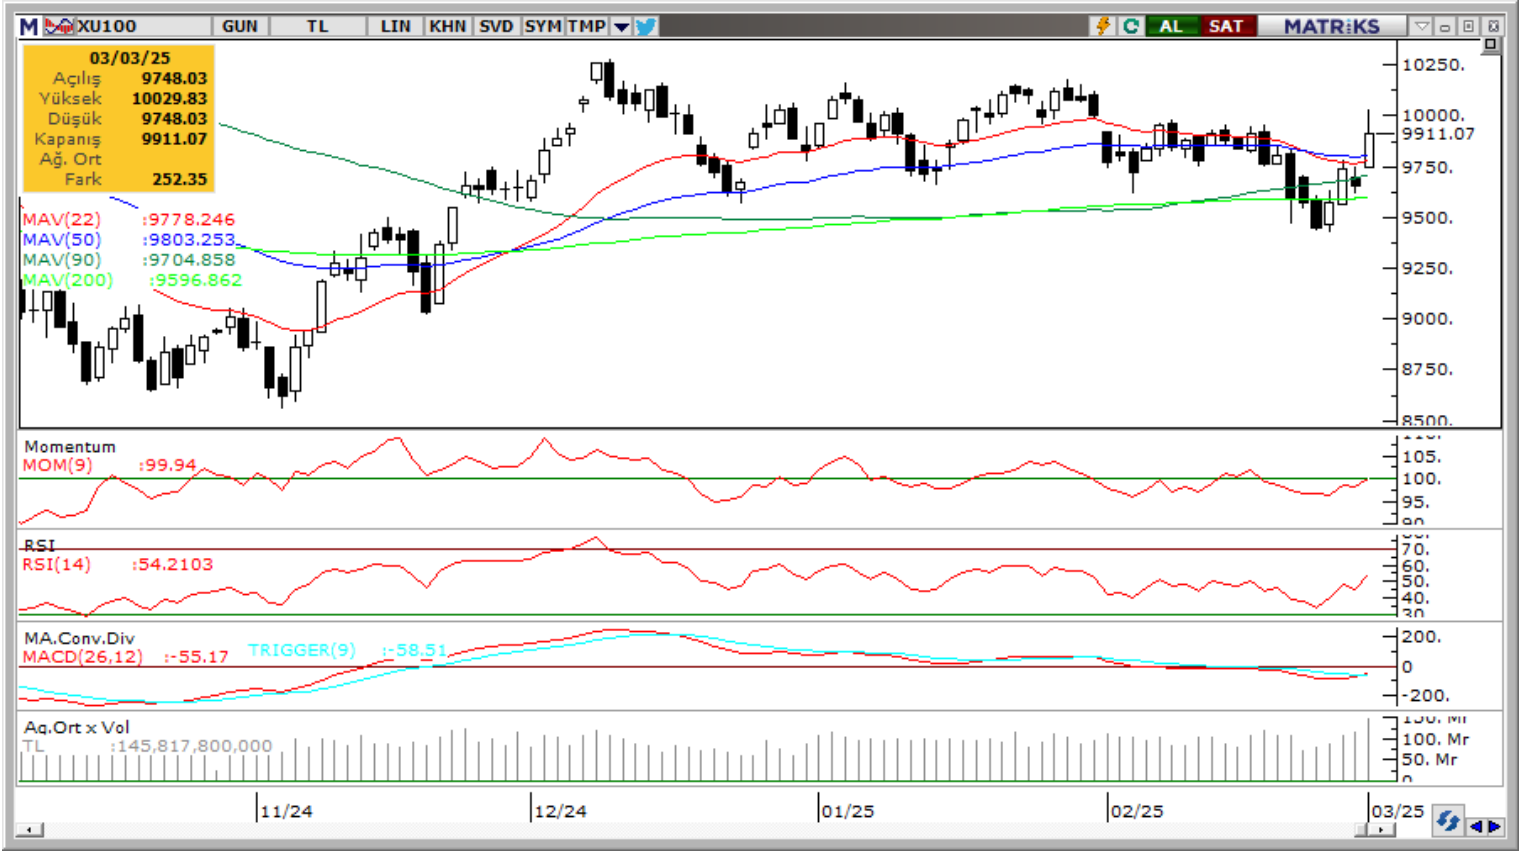 M XU100 GUN TL LIN KHN SVD SYM TMP AL SAT MATRiKS
03/03/25
Açılış 9748.03
Yüksek 10029.83
Düşük 9748.03
Kapanış 9911.07
Ağ. Ort
Fark 252.35
MAV(22) :9778.246
MAV(50) :9803.253
MAV(90) :9704.858
MAV(200) :9596.862
10250.
10000.
9911.07
9750.
9500.
9250.
9000.
8750.
8500.
Momentum
MOM(9) :99.94
105.
100.
95.
90.
RSI
RSI(14) :54.2103
70.
60.
50.
40.
30.
MA.Conv.Div
MACD(26,12) :-55.17 TRIGGER(9) :-58.51
200.
0
-200.
Ag.Ort x Vol
TL :145,817,800,000
150. Mr
100. Mr
50. Mr
0
11/24 12/24 01/25 02/25 03/25